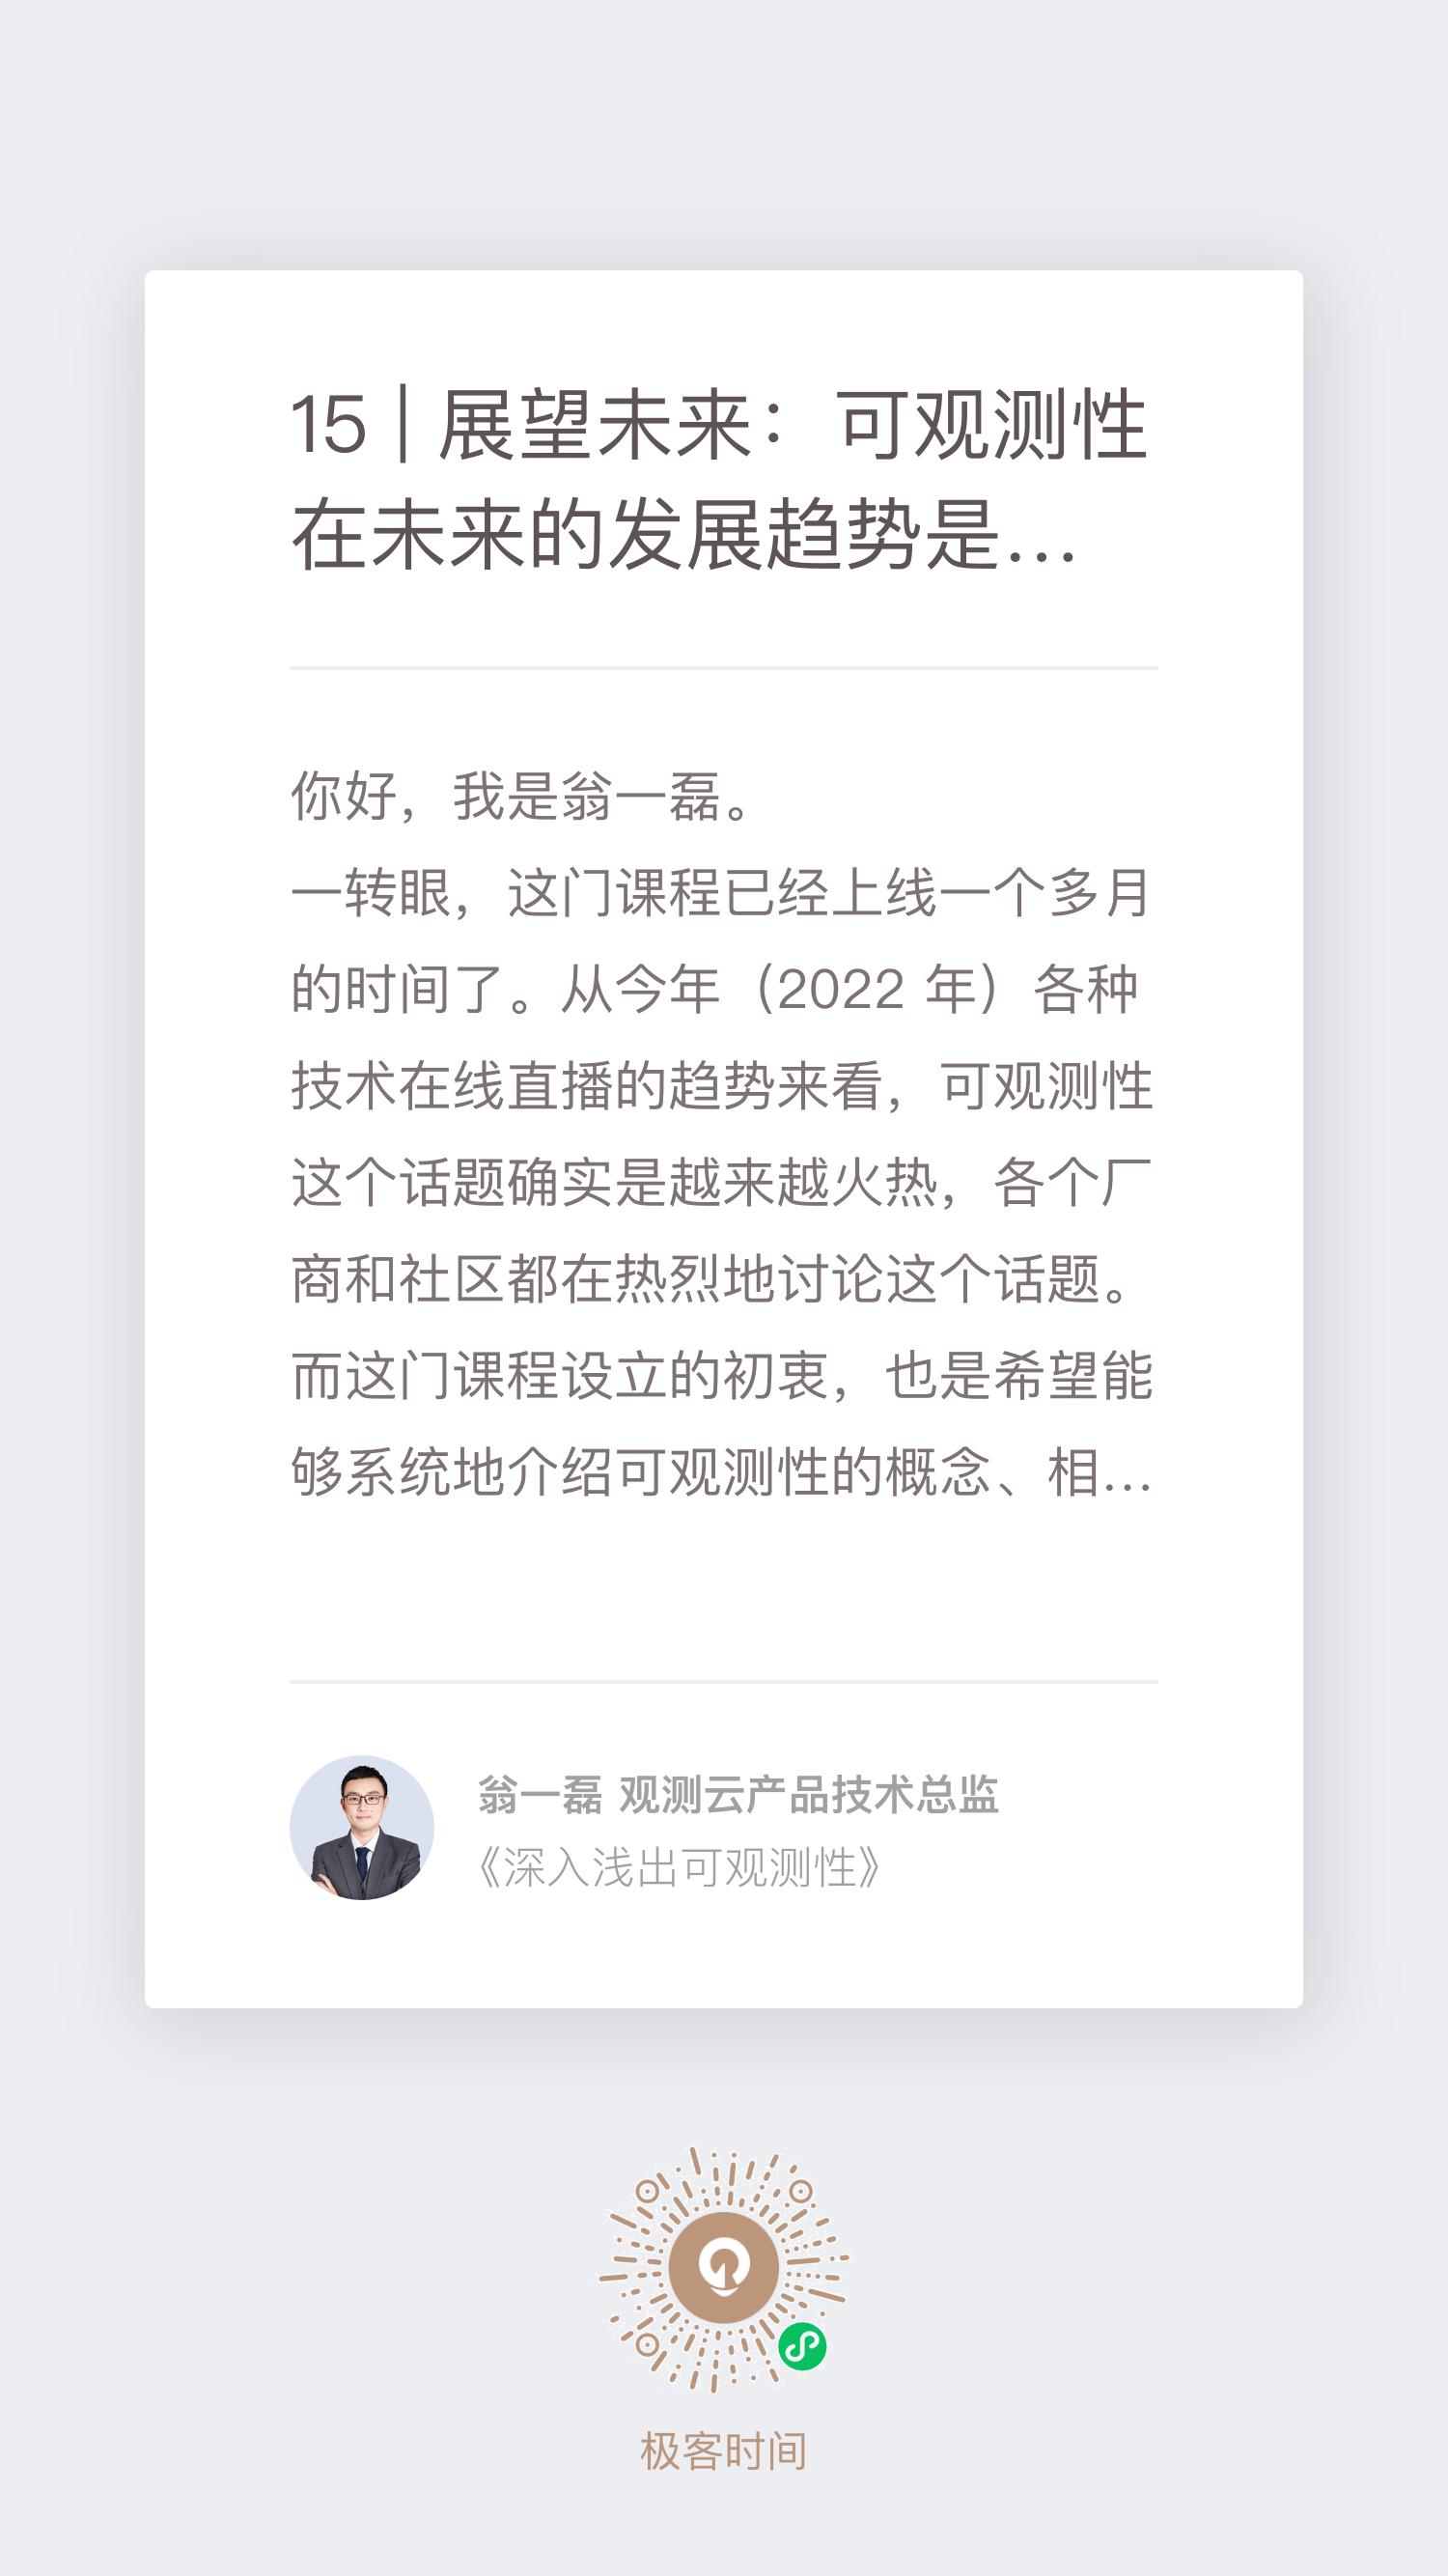 15 | 展望未来：可观测性
在未来的发展趋势是...
你好，我是翁一磊。
一转眼，这门课程已经上线一个多月
的时间了。从今年（2022 年）各种
技术在线直播的趋势来看，可观测性
这个话题确实是越来越火热，各个厂
商和社区都在热烈地讨论这个话题。
而这门课程设立的初衷，也是希望能
够系统地介绍可观测性的概念、相...
翁一磊 观测云产品技术总监
《深入浅出可观测性》
极客时间